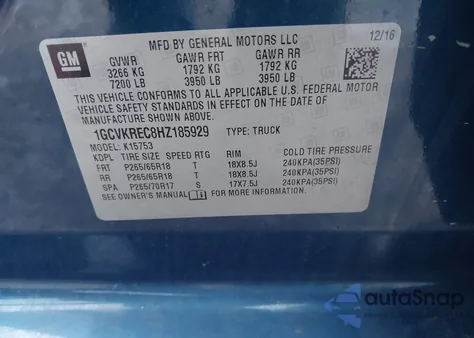 GM
MFD BY GENERAL MOTORS LLC 12/16
GVWR GAWR FRT GAWR RR
3266 KG 1792 KG 1792 KG
7200 LB 3950 LB 3950 LB
THIS VEHICLE CONFORMS TO ALL APPLICABLE U.S. FEDERAL MOTOR
VEHICLE SAFETY STANDARDS IN EFFECT ON THE DATE OF
MANUFACTURE SHOWN ABOVE.
1GCVKREC8HZ185929 TYPE: TRUCK
MODEL: K15753
KDPL TIRE SIZE SPEED RTG RIM COLD TIRE PRESSURE
FRT P265/65R18 T 18X8.5J 240KPA(35PSI)
RR P265/65R18 T 18X8.5J 240KPA(35PSI)
SPA P265/70R17 S 17X7.5J 240KPA(35PSI)
SEE OWNER'S MANUAL FOR MORE INFORMATION.
autoSnap